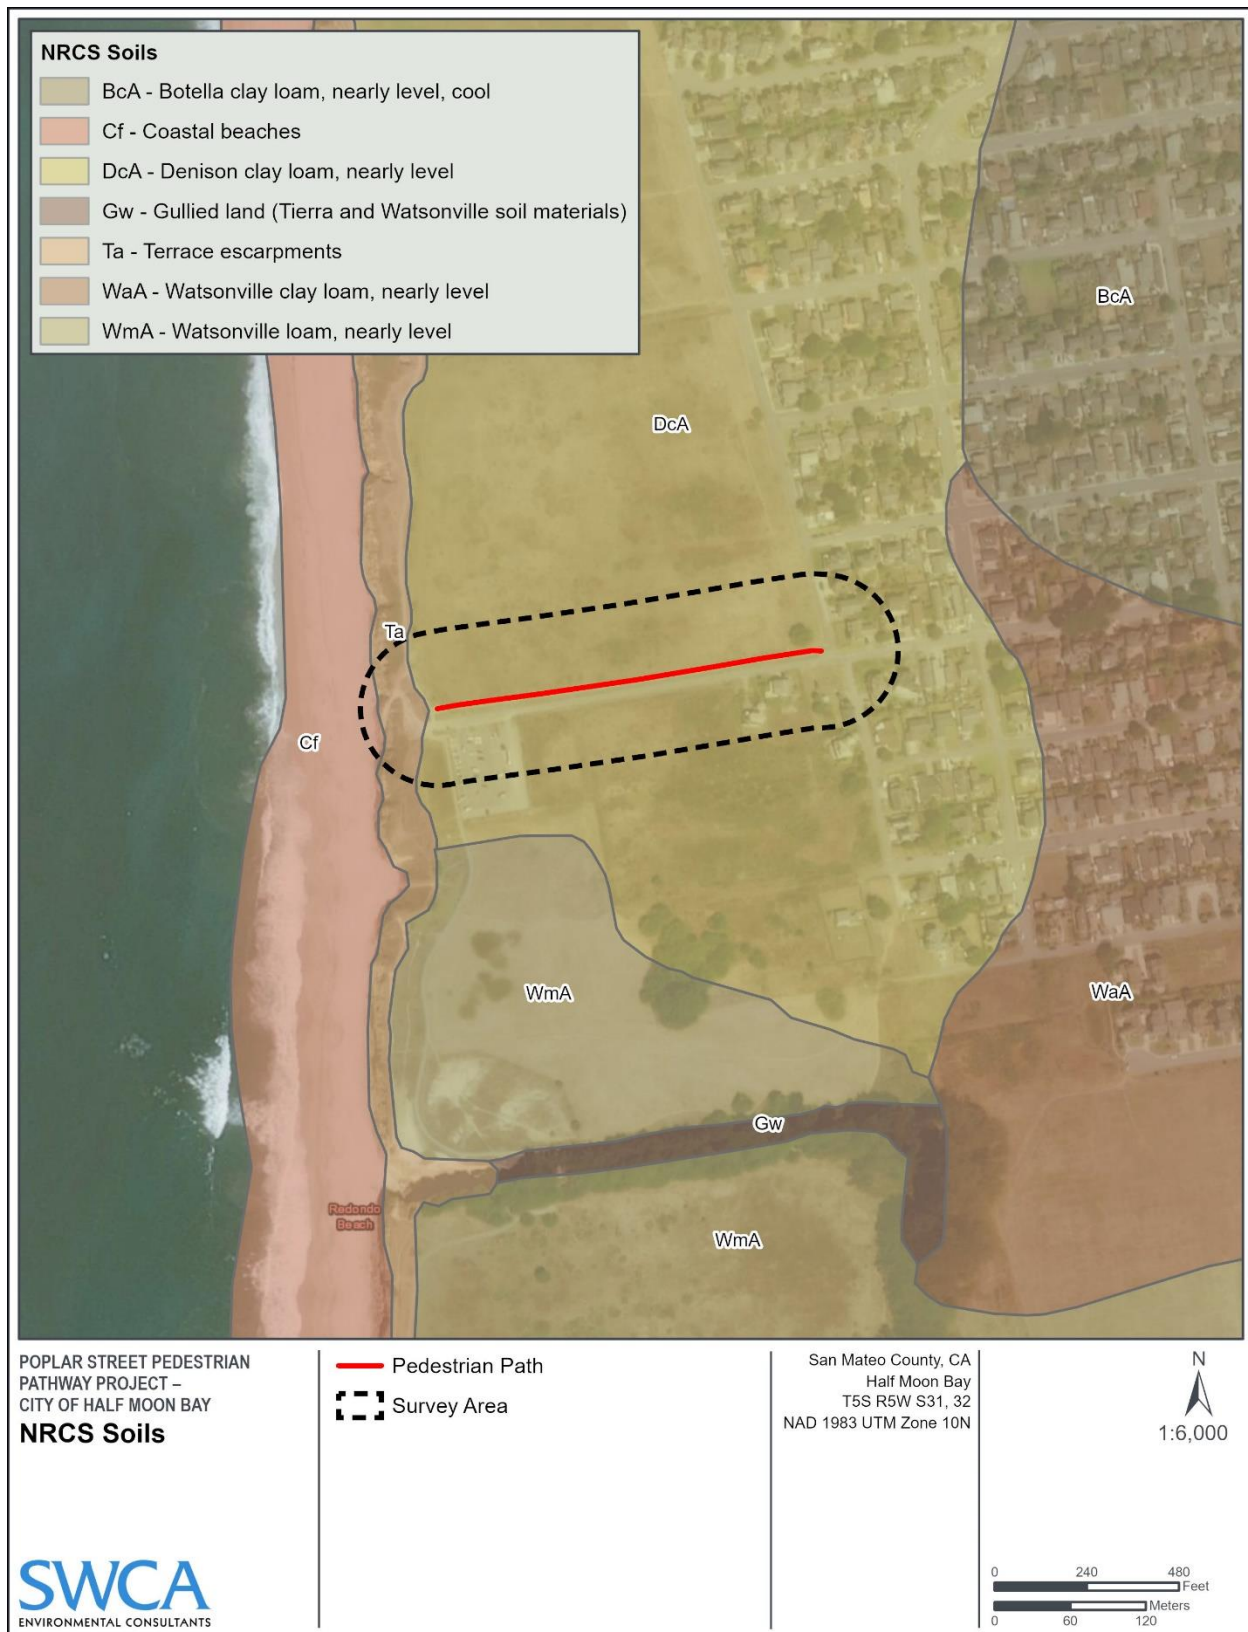 NRCS Soils
BcA - Botella clay loam, nearly level, cool
Cf - Coastal beaches
DcA - Denison clay loam, nearly level
Gw - Gullied land (Tierra and Watsonville soil materials)
Ta - Terrace escarpments
WaA - Watsonville clay loam, nearly level
WmA - Watsonville loam, nearly level
BcA
DcA
Ta
Cf
WmA
WaA
Gw
Redondo
Beach
WmA
POPLAR STREET PEDESTRIAN
PATHWAY PROJECT –
CITY OF HALF MOON BAY
NRCS Soils
Pedestrian Path
Survey Area
San Mateo County, CA
Half Moon Bay
T5S R5W S31, 32
NAD 1983 UTM Zone 10N
N
1:6,000
SWCA
ENVIRONMENTAL CONSULTANTS
0 240 480
Feet
Meters
0 60 120